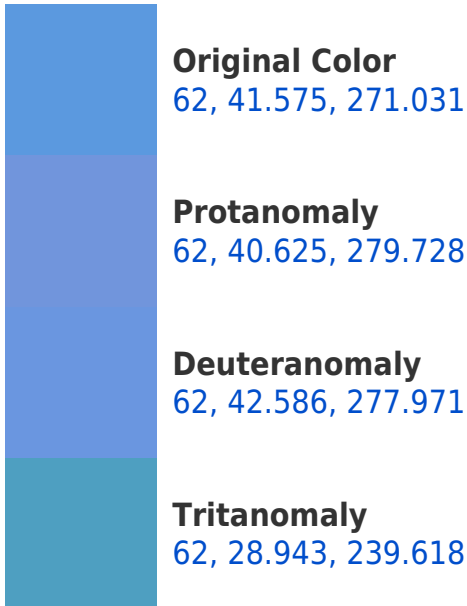 Original Color
62, 41.575, 271.031
Protanomaly
62, 40.625, 279.728
Deuteranomaly
62, 42.586, 277.971
Tritanomaly
62, 28.943, 239.618